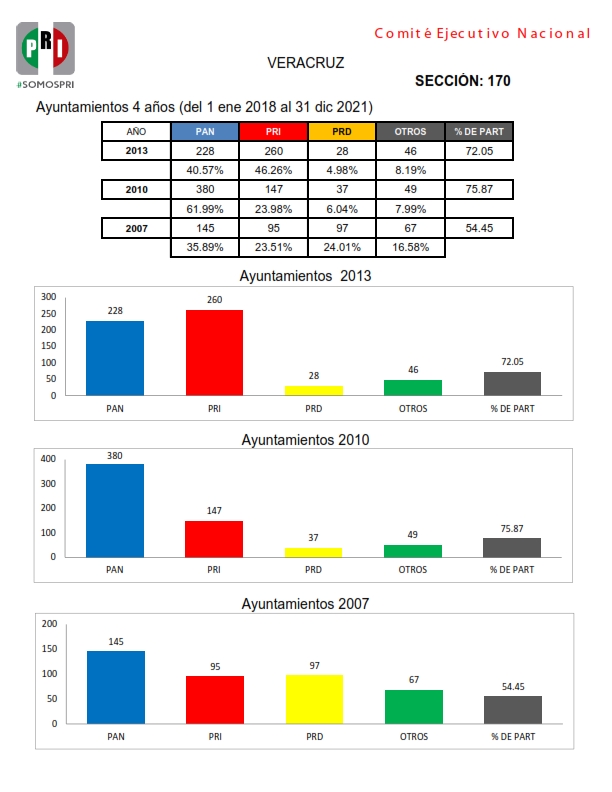 PRI
#SOMOSPRI
Comité Ejecutivo Nacional
VERACRUZ
SECCIÓN: 170
Ayuntamientos 4 años (del 1 ene 2018 al 31 dic 2021)
AÑO PAN PRI PRD OTROS % DE PART
2013 228 260 28 46 72.05
40.57% 46.26% 4.98% 8.19%
2010 380 147 37 49 75.87
61.99% 23.98% 6.04% 7.99%
2007 145 95 97 67 54.45
35.89% 23.51% 24.01% 16.58%
Ayuntamientos 2013
300
250
200
150
100
50
0
228 260 28 46 72.05
PAN PRI PRD OTROS % DE PART
Ayuntamientos 2010
400
300
200
100
0
380 147 37 49 75.87
PAN PRI PRD OTROS % DE PART
Ayuntamientos 2007
200
150
100
50
0
145 95 97 67 54.45
PAN PRI PRD OTROS % DE PART